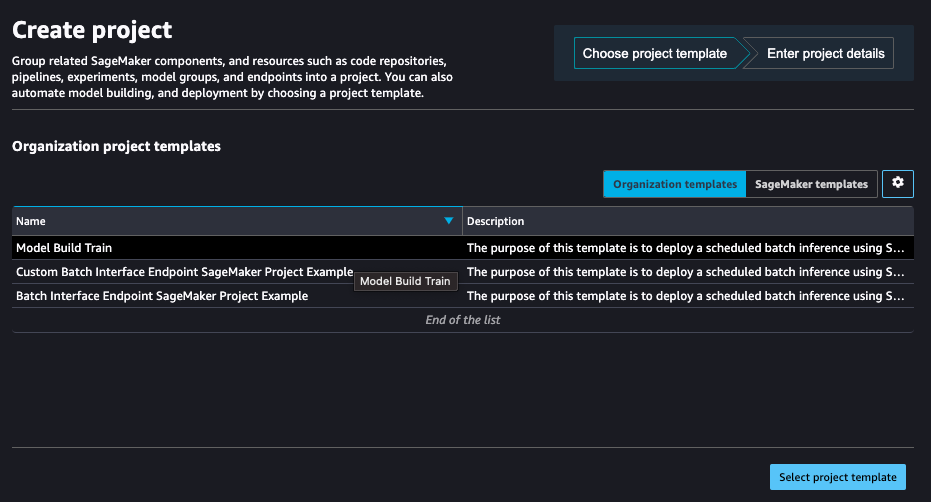 Create project
Group related SageMaker components, and resources such as code repositories,
pipelines, experiments, model groups, and endpoints into a project. You can also
automate model building, and deployment by choosing a project template.
Choose project template
Enter project details
Organization project templates
Organization templates
SageMaker templates
Name
Description
Model Build Train
The purpose of this template is to deploy a scheduled batch inference using S...
Custom Batch Interface Endpoint SageMaker Project Example
The purpose of this template is to deploy a scheduled batch inference using S...
Model Build Train
Batch Interface Endpoint SageMaker Project Example
The purpose of this template is to deploy a scheduled batch inference using S...
End of the list
Select project template